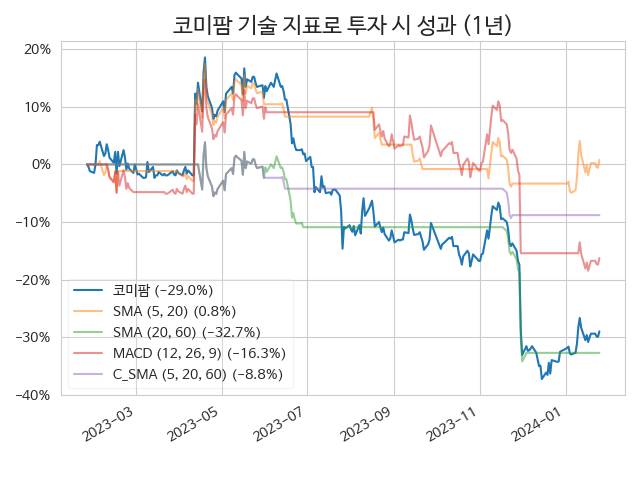 코미팜 기술 지표로 투자 시 성과 (1년)
20%
10%
0%
−10%
−20%
−30%
−40%
코미팜 (−29.0%)
SMA (5, 20) (0.8%)
SMA (20, 60) (−32.7%)
MACD (12, 26, 9) (−16.3%)
C_SMA (5, 20, 60) (−8.8%)
2023−03
2023−05
2023−07
2023−09
2023−11
2024−01